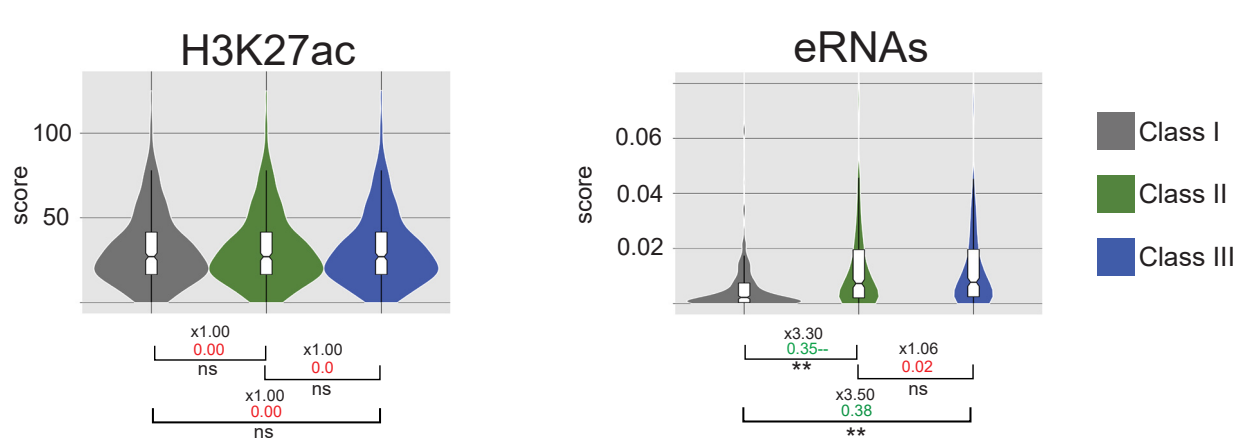 H3K27ac
score
100
50
x1.00
0.00
ns
x1.00
0.0
ns
x1.00
0.00
ns
eRNAs
score
0.06
0.04
0.02
x3.30
0.35--
**
x1.06
0.02
ns
x3.50
0.38
**
Class I
Class II
Class III